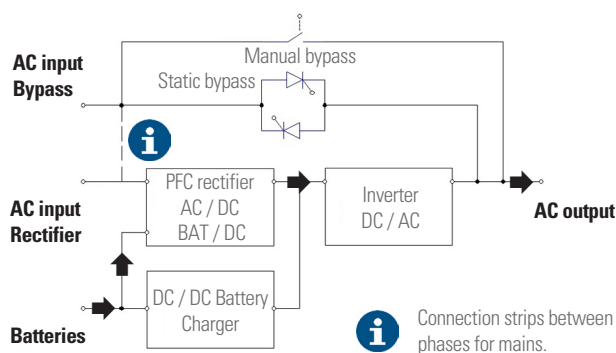 AC input
Bypass
Manual bypass
Static bypass
i
PFC rectifier
AC / DC
BAT / DC
Inverter
DC / AC
AC input
Rectifier
AC output
DC / DC Battery
Charger
Batteries
i
Connection strips between
phases for mains.